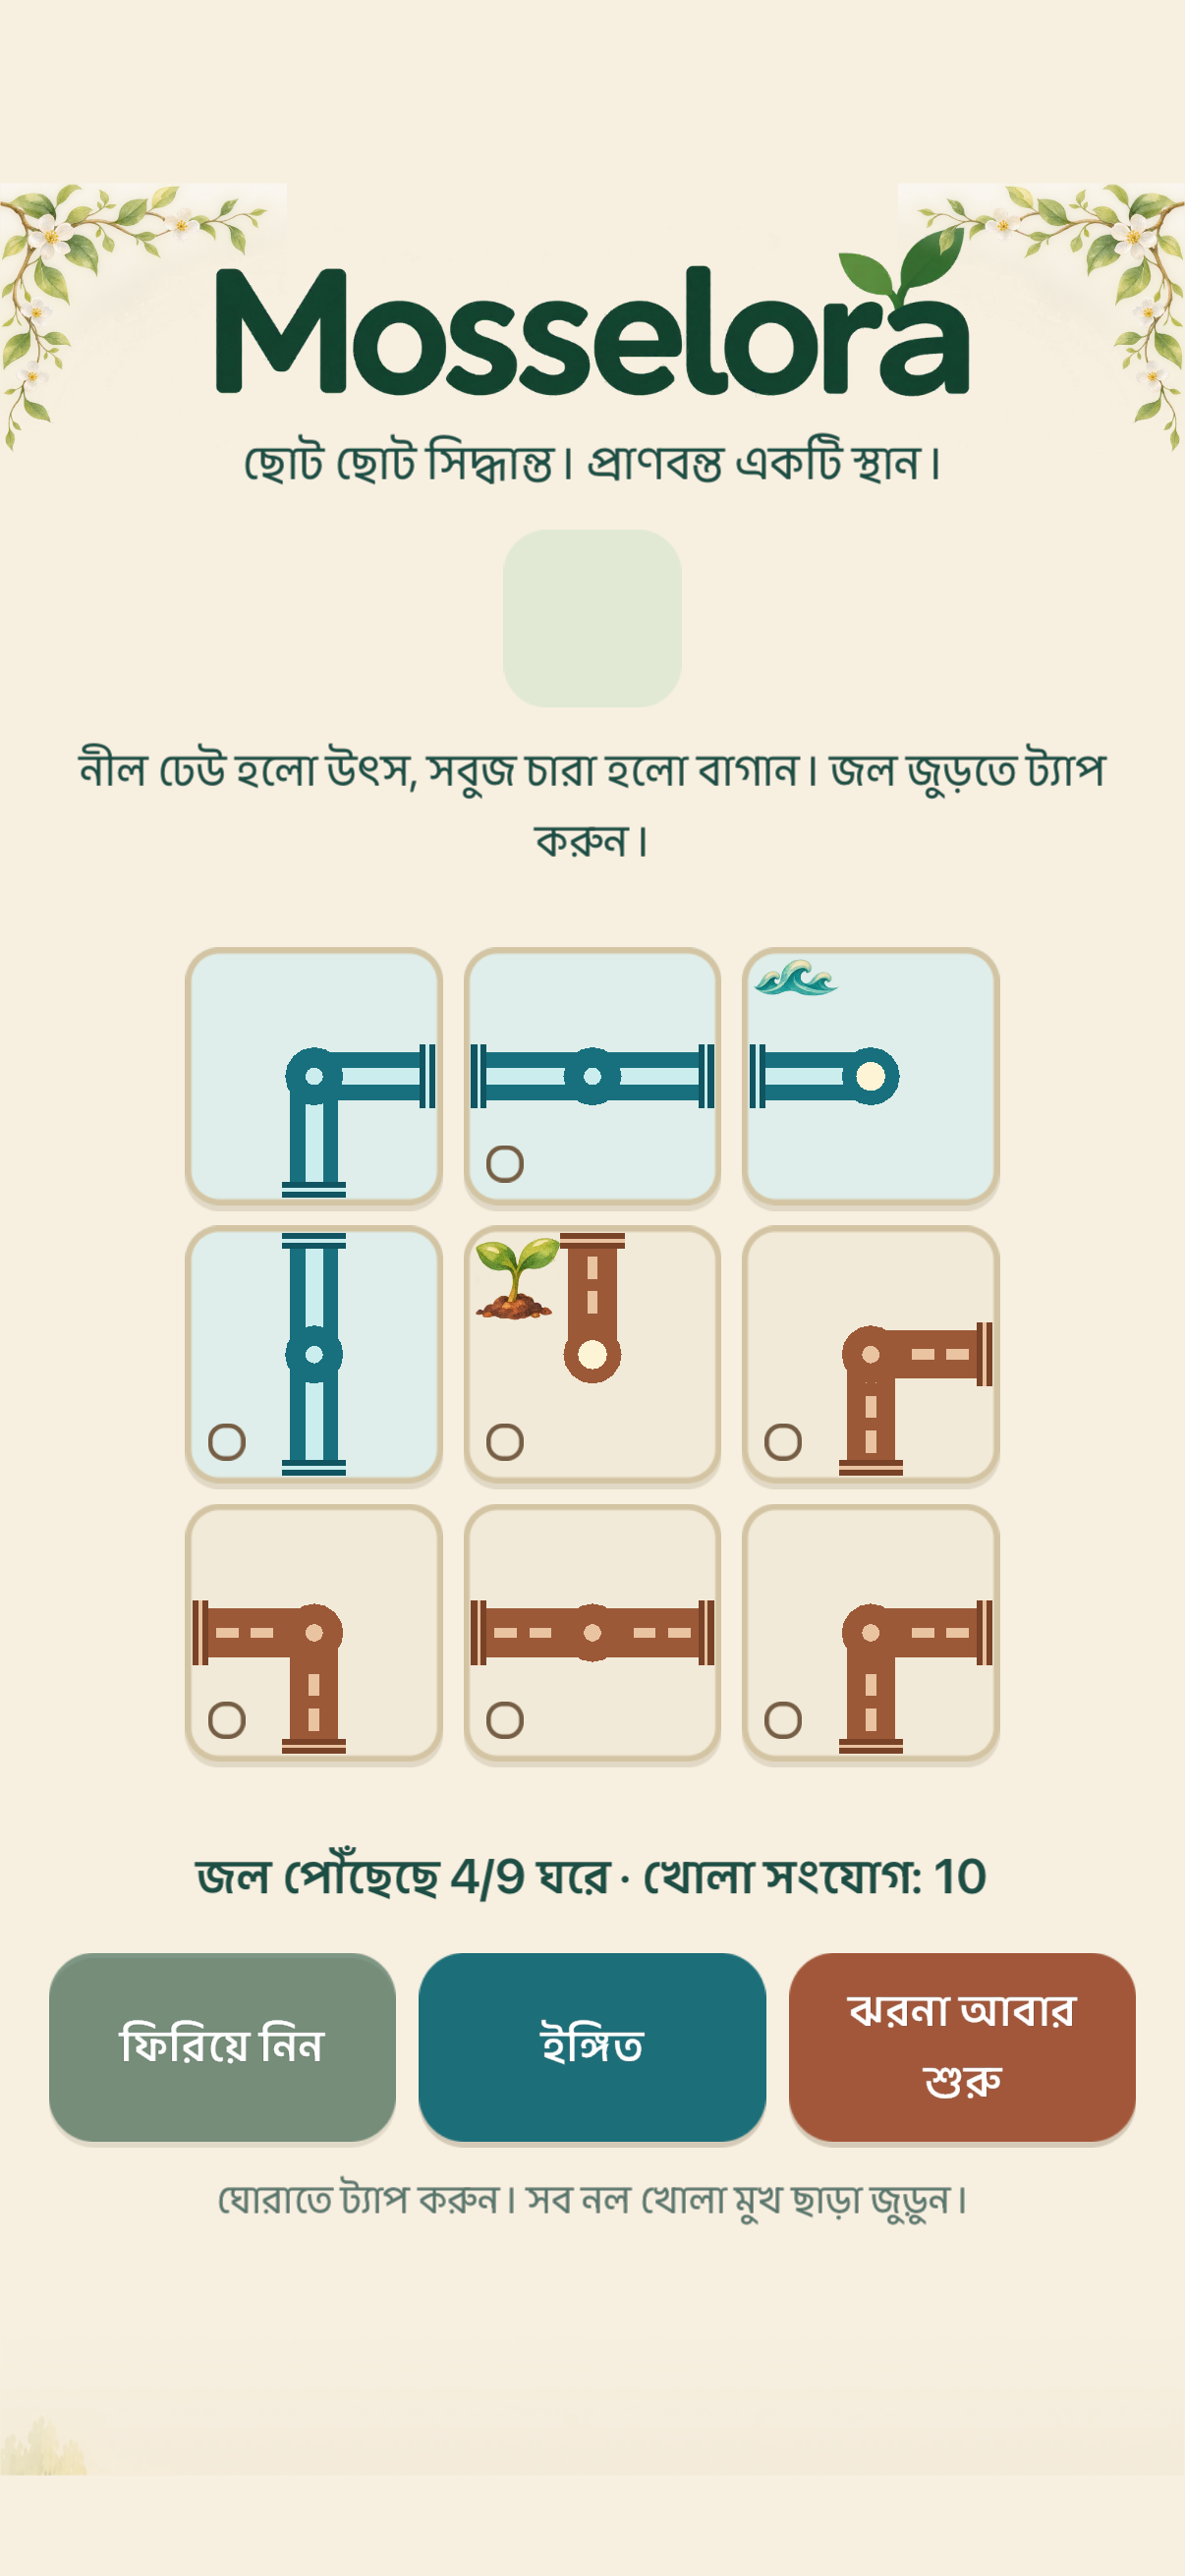 Mosselora
ছোট ছোট সিদ্ধান্ত। প্রাণবন্ত একটি স্থান।
নীল ঢেউ হলো উৎস, সবুজ চারা হলো বাগান। জল জুড়তে ট্যাপ
করুন।
জল পৌঁছেছে 4/9 ঘরে · খোলা সংযোগ: 10
ফিরিয়ে নিন
ইঙ্গিত
ঝরনা আবার
শুরু
ঘোরাতে ট্যাপ করুন। সব নল খোলা মুখ ছাড়া জুড়ুন।